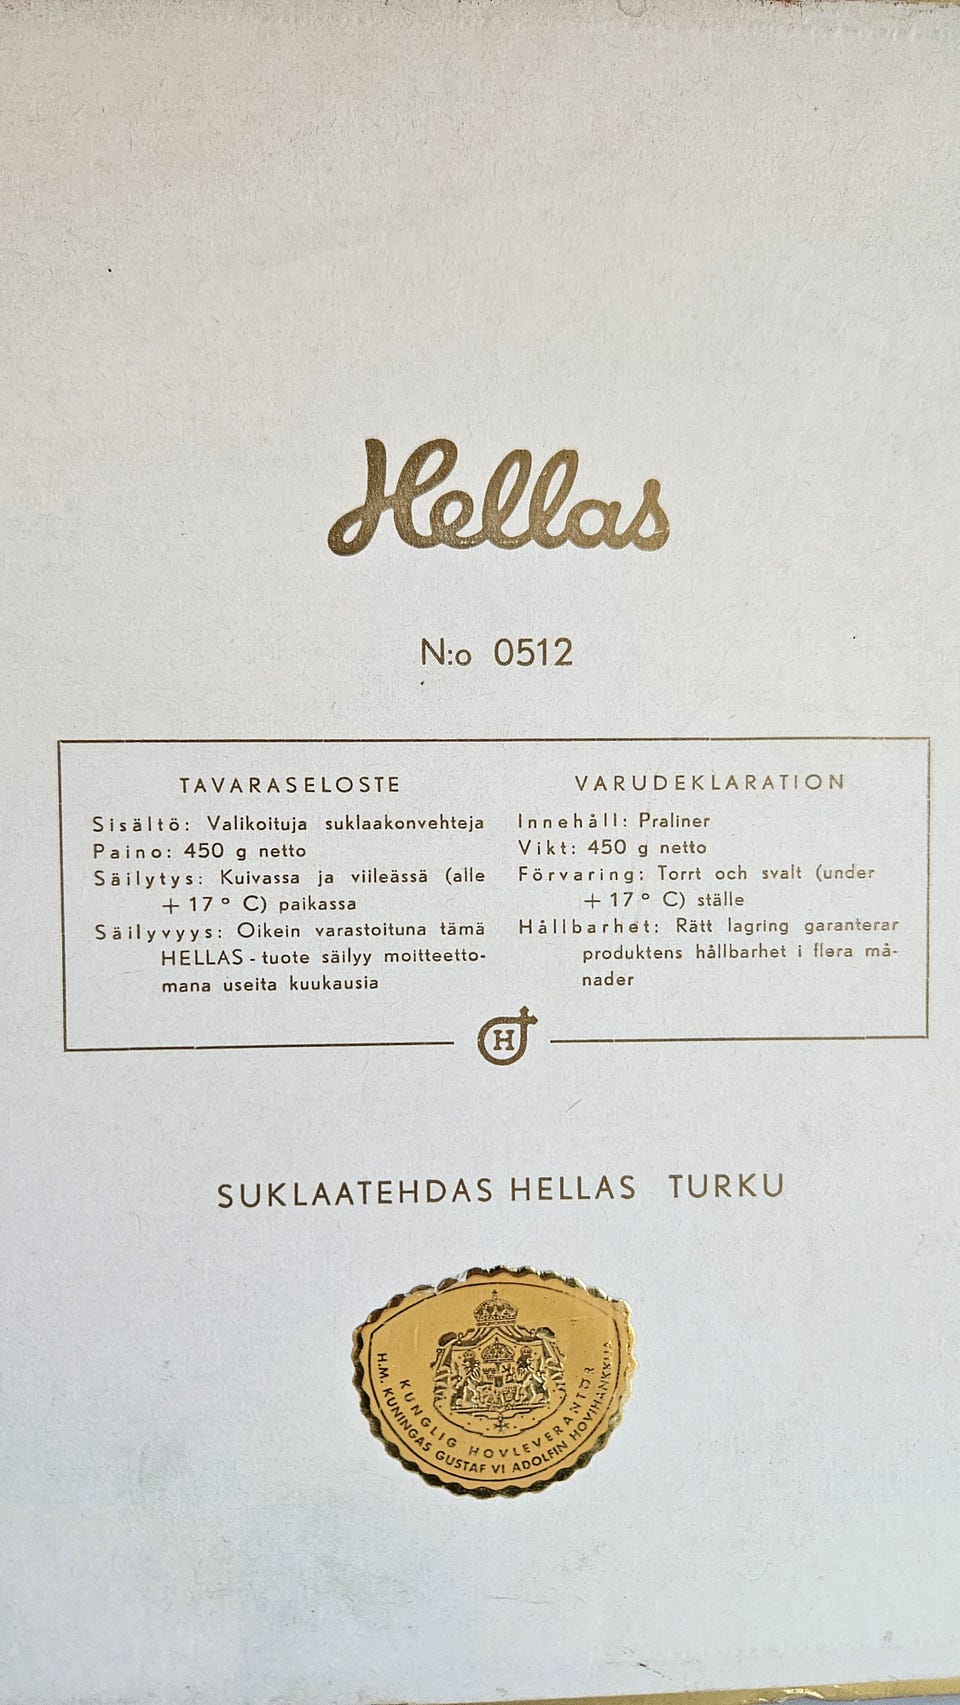 Hellas
N:o 0512
TAVARASELOSTE
Sisältö: Valikoituja suklaakonvehteja
Paino: 450 g netto
Säilytys: Kuivassa ja viileässä (alle
+ 17 ° C) paikassa
Säilyvyys: Oikein varastoituna tämä
HELLAS - tuote säilyy moitteetto-
mana useita kuukausia
VARUDEKLARATION
Innehåll: Praliner
Vikt: 450 g netto
Förvaring: Torrt och svalt (under
+ 17 ° C) ställe
Hållbarhet: Rätt lagring garanterar
produktens hållbarhet i flera må-
nader
H
SUKLAATEHDAS HELLAS TURKU
KUNGLIG HOVLEVERANTÖR
H.M. KUNINGAS GUSTAF VI ADOLFIN HOVIHANKKIJA